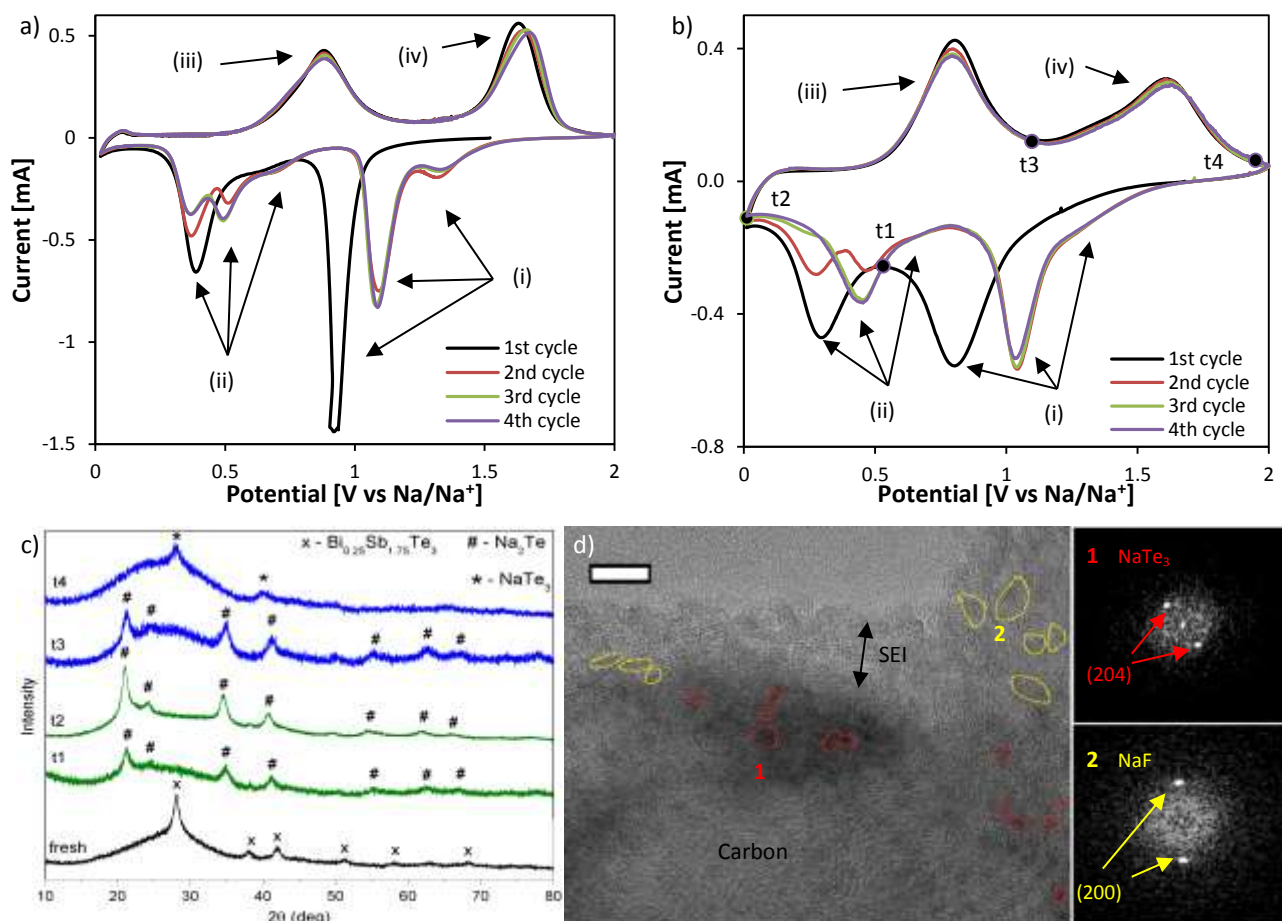 a)
(iii)
(iv)
0.5
0
-0.5
-1
-1.5
Current [mA]
(i)
(ii)
1st cycle
2nd cycle
3rd cycle
4th cycle
0 0.5 1 1.5 2
Potential [V vs Na/Na⁺]
b)
(iii)
(iv)
0.4
0.0
-0.4
-0.8
Current [mA]
t3
t4
t2
t1
(ii)
(i)
1st cycle
2nd cycle
3rd cycle
4th cycle
0 0.5 1 1.5 2
Potential [V vs Na/Na⁺]
c)
x - Bi₀.₂₅Sb₁.₇₅Te₃ # - Na₂Te
* - NaTe₃
t4 * *
t3 # # # # # # #
t2 # # # # # # #
t1 # # # # # # #
fresh x x x x x x
Intensity
10 20 30 40 50 60 70 80
2θ (deg)
d)
SEI
2
1
Carbon
1 NaTe₃
(204)
2 NaF
(200)